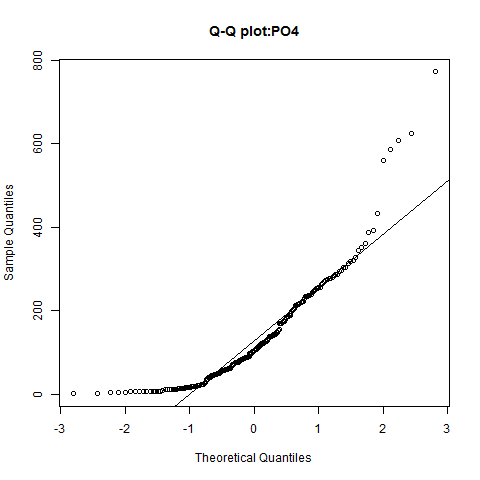 Q-Q plot:PO4
800
600
400
200
0
Sample Quantiles
-3 -2 -1 0 1 2 3
Theoretical Quantiles